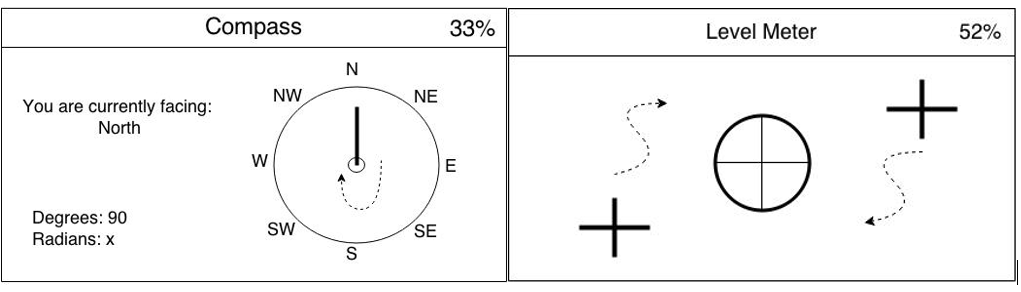 Compass 33%
You are currently facing:
North
N
NW
NE
W
E
SW
SE
S
Degrees: 90
Radians: x
Level Meter 52%